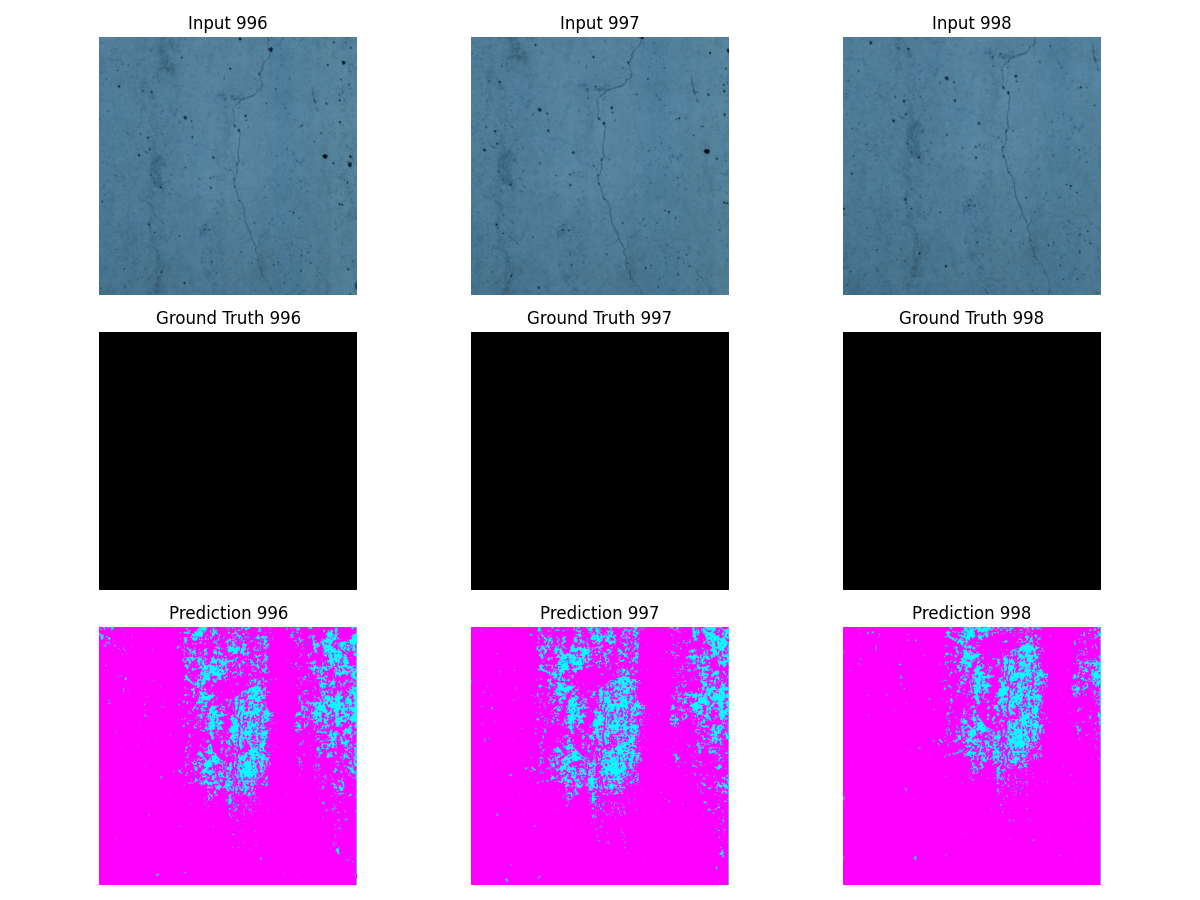 Input 996
Input 997
Input 998
Ground Truth 996
Ground Truth 997
Ground Truth 998
Prediction 996
Prediction 997
Prediction 998